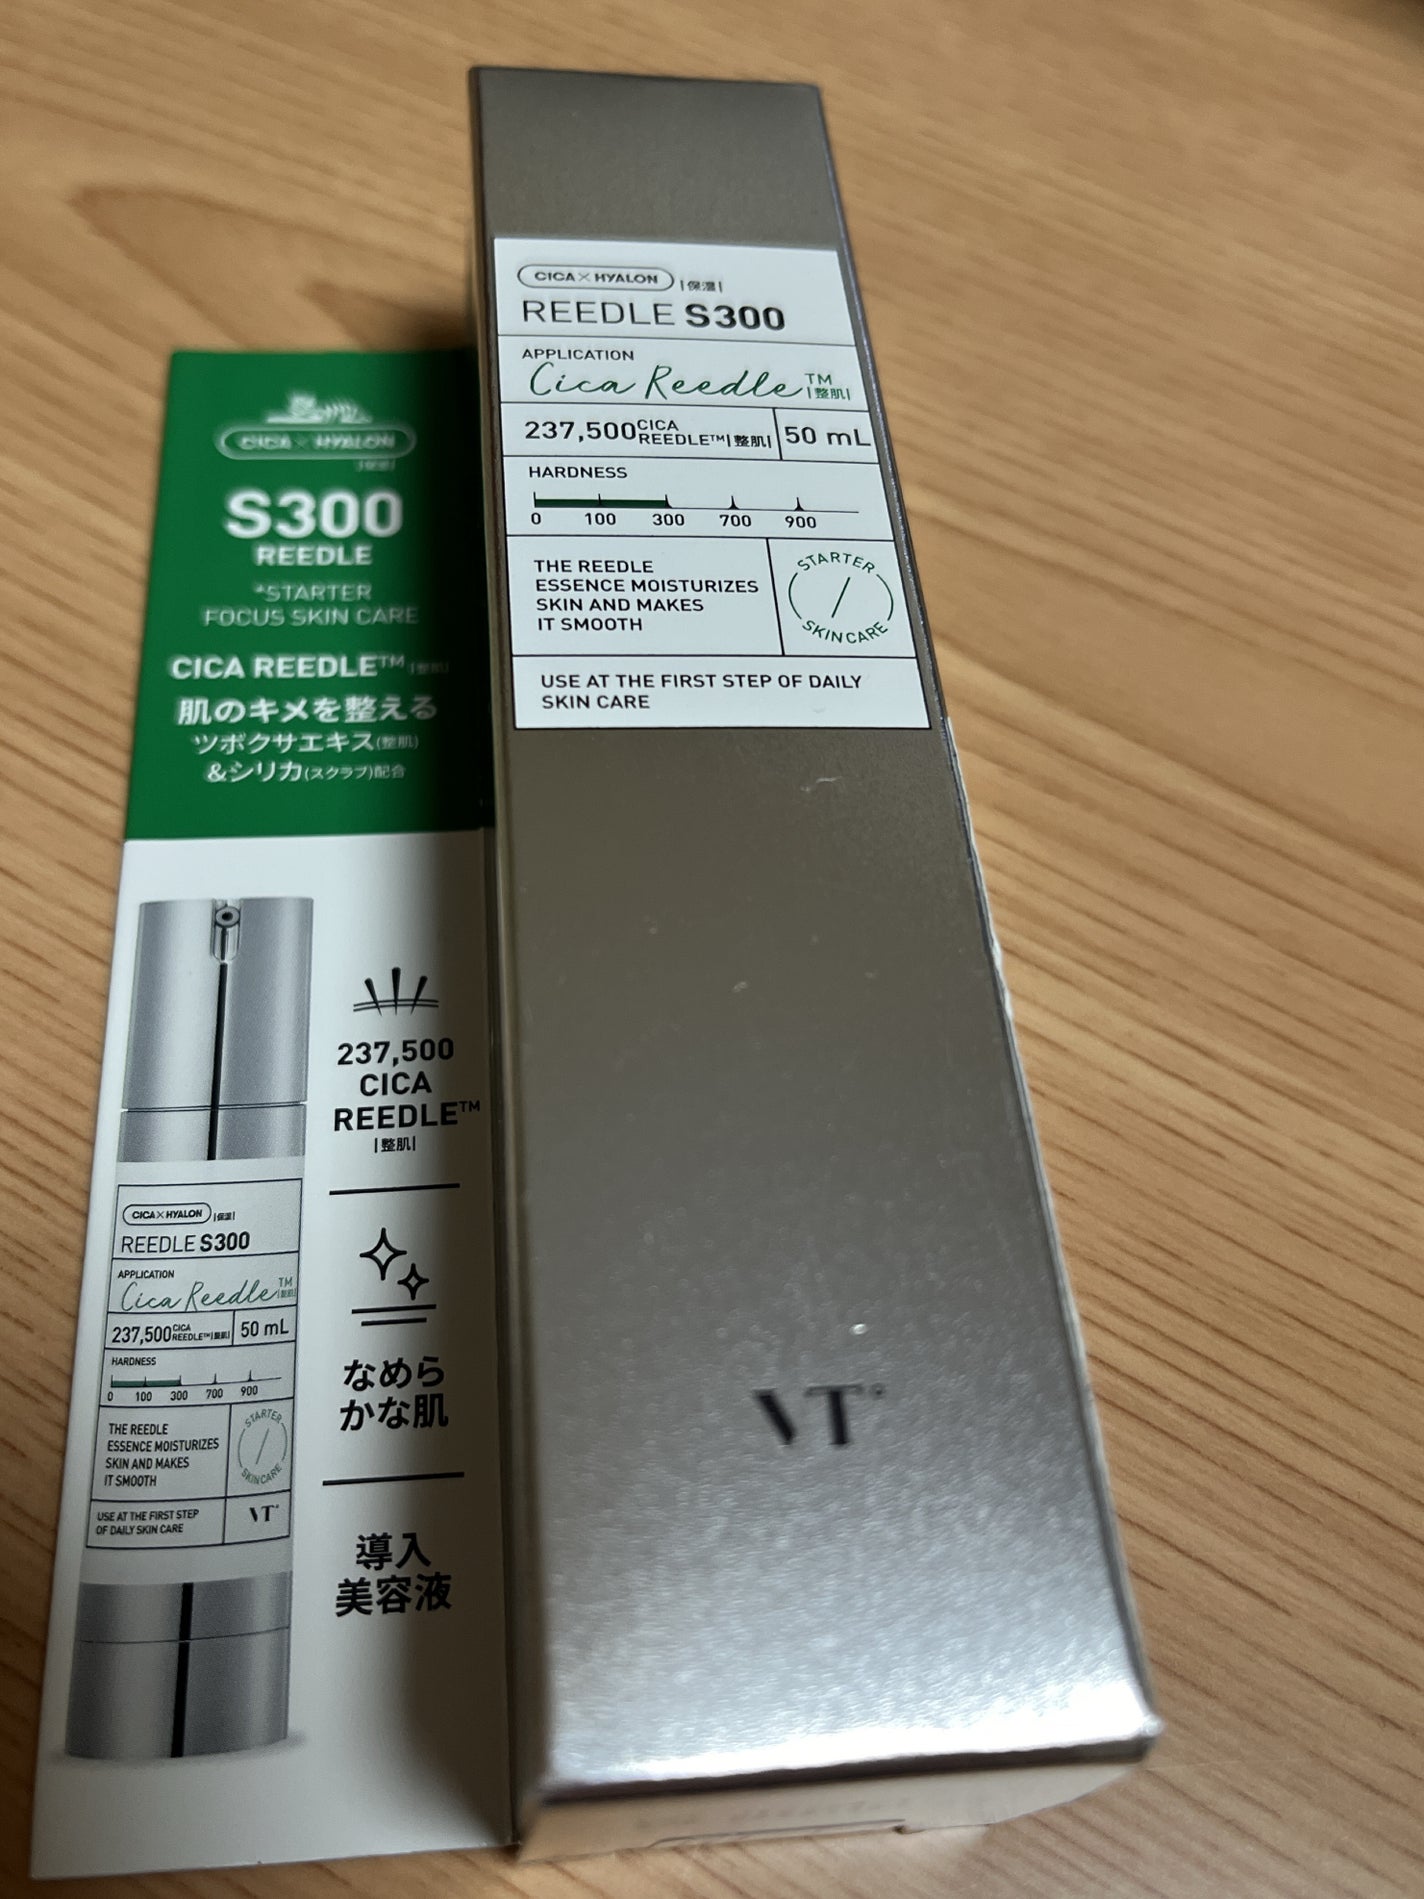 CICA×HYALON |保湿|
REEDLE S300
APPLICATION
Cica Reedle™ |整肌|
237,500 CICA REEDLE™|整肌| 50 mL
HARDNESS
0 100 300 700 900
THE REEDLE
ESSENCE MOISTURIZES
SKIN AND MAKES
IT SMOOTH
STARTER
SKINCARE
USE AT THE FIRST STEP OF DAILY
SKIN CARE
VT
CICA×HYALON
|保湿|
S300
REEDLE
*STARTER
FOCUS SKIN CARE
CICA REEDLE™ |整肌|
肌のキメを整える
ツボクサエキス(整肌)
&シリカ(スクラブ)配合
237,500
CICA
REEDLE™
|整肌|
なめら
かな肌
導入
美容液
CICA×HYALON |保湿|
REEDLE S300
APPLICATION
Cica Reedle™ |整肌|
237,500 CICA REEDLE™|整肌| 50 mL
HARDNESS
0 100 300 700 900
THE REEDLE
ESSENCE MOISTURIZES
SKIN AND MAKES
IT SMOOTH
STARTER
SKINCARE
USE AT THE FIRST STEP
OF DAILY SKIN CARE
VT